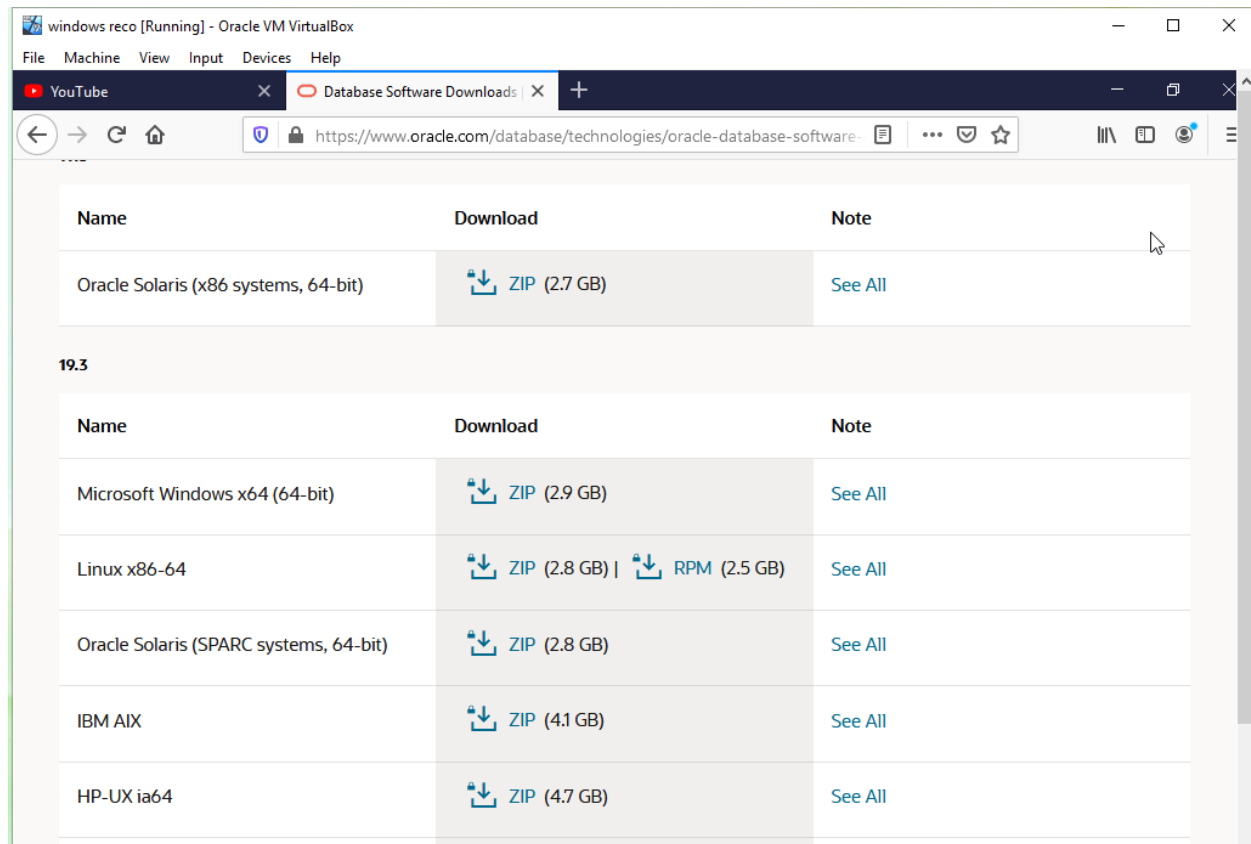 windows reco [Running] - Oracle VM VirtualBox
File Machine View Input Devices Help
YouTube Database Software Downloads |
https://www.oracle.com/database/technologies/oracle-database-software-
Name Download Note
Oracle Solaris (x86 systems, 64-bit) ZIP (2.7 GB) See All
19.3
Name Download Note
Microsoft Windows x64 (64-bit) ZIP (2.9 GB) See All
Linux x86-64 ZIP (2.8 GB) | RPM (2.5 GB) See All
Oracle Solaris (SPARC systems, 64-bit) ZIP (2.8 GB) See All
IBM AIX ZIP (4.1 GB) See All
HP-UX ia64 ZIP (4.7 GB) See All